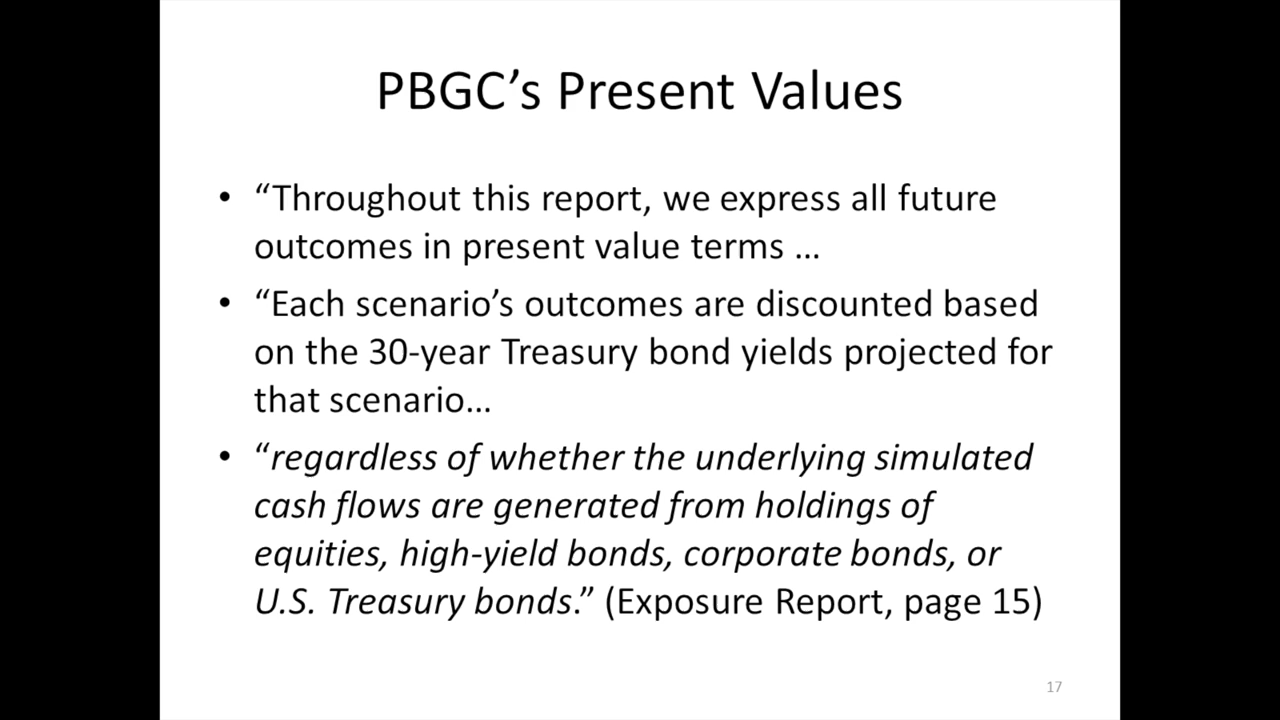 PBGC’s Present Values
• “Throughout this report, we express all future
outcomes in present value terms …
• “Each scenario’s outcomes are discounted based
on the 30-year Treasury bond yields projected for
that scenario…
• “regardless of whether the underlying simulated
cash flows are generated from holdings of
equities, high-yield bonds, corporate bonds, or
U.S. Treasury bonds.” (Exposure Report, page 15)
17